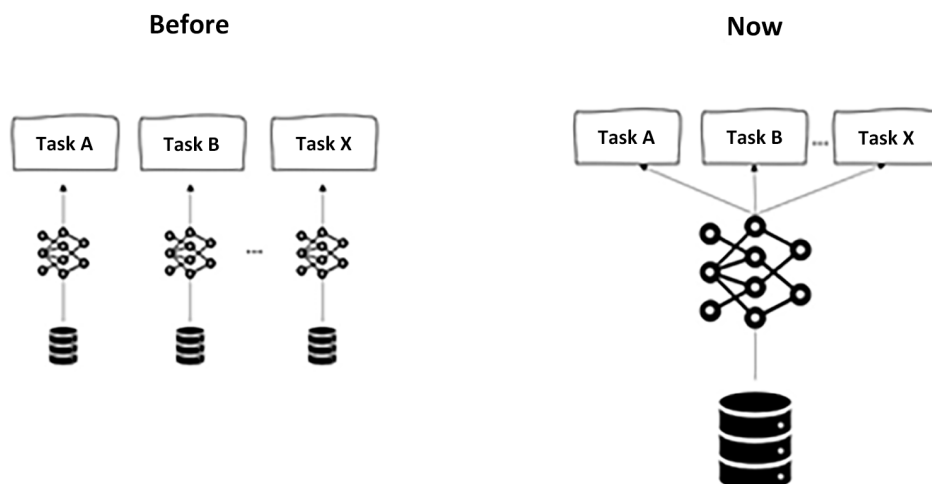 Before
Now
Task A
Task B
Task X
Task A
Task B
...
Task X
...